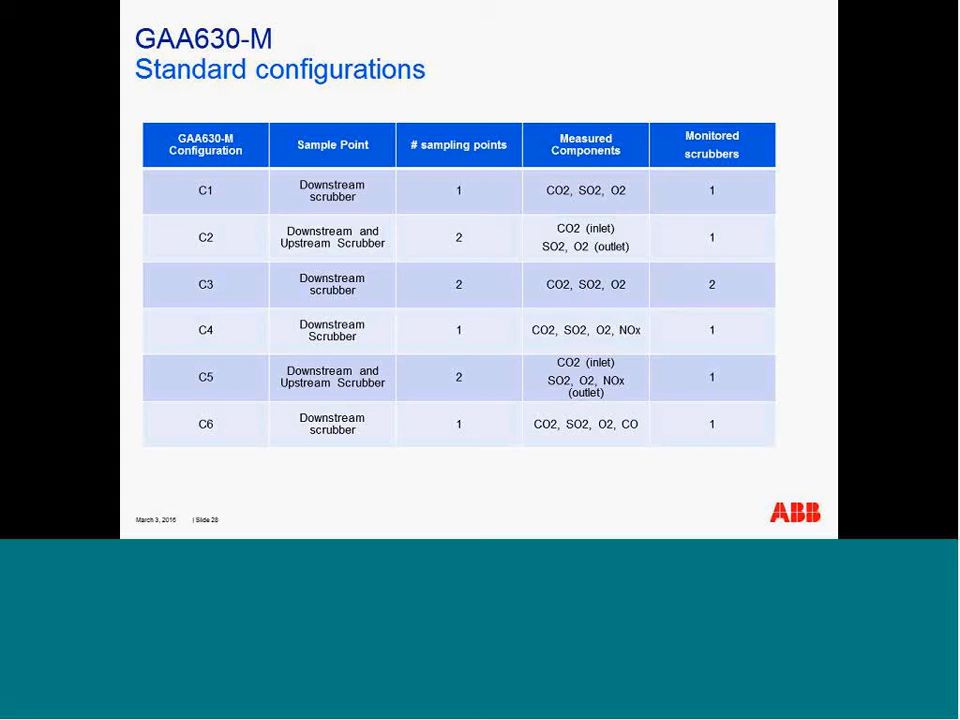 GAA630-M
Standard configurations
GAA630-M
Configuration
Sample Point
# sampling points
Measured
Components
Monitored
scrubbers
C1
Downstream
scrubber
1
CO2, SO2, O2
1
C2
Downstream and
Upstream Scrubber
2
CO2 (inlet)
SO2, O2 (outlet)
1
C3
Downstream
scrubber
2
CO2, SO2, O2
2
C4
Downstream
Scrubber
1
CO2, SO2, O2, NOx
1
C5
Downstream and
Upstream Scrubber
2
CO2 (inlet)
SO2, O2, NOx
(outlet)
1
C6
Downstream
scrubber
1
CO2, SO2, O2, CO
1
March 3, 2016 | Slide 28
ABB